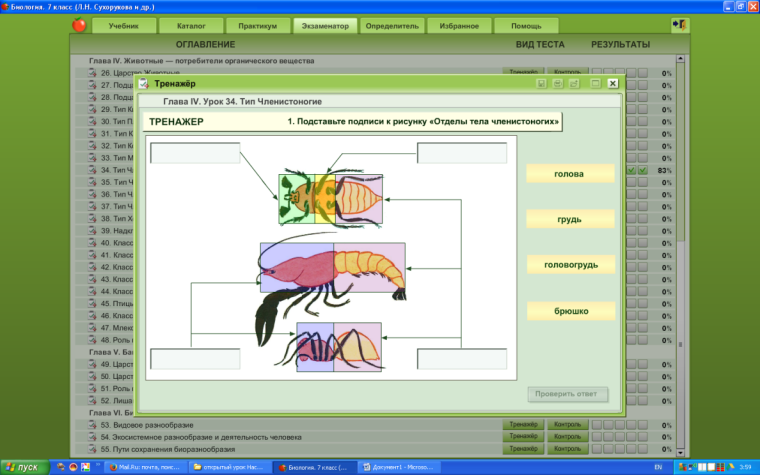 Биология. 7 класс (Л.Н. Сухорукова и др.)
Учебник Каталог Практикум Экзаменатор Определитель Избранное Помощь
ОГЛАВЛЕНИЕ ВИД ТЕСТА РЕЗУЛЬТАТЫ
Глава IV. Животные — потребители органического вещества
26. Царство Животные Тренажёр Контроль 0%
27. Подц 0%
28. Подц 0%
29. Тип К 0%
30. Тип П 0%
31. Тип К 0%
32. Тип К 0%
33. Тип М 0%
34. Тип Ч 83%
35. Тип Ч 0%
36. Тип Ч 0%
37. Тип Ч 0%
38. Тип Х 0%
39. Надкл 0%
40. Класс 0%
41. Класс 0%
42. Класс 0%
43. Класс 0%
44. Класс 0%
45. Птицы 0%
46. Класс 0%
47. Млеко 0%
48. Роль 0%
Глава V. Ба
49. Царст 0%
50. Царст 0%
51. Роль 0%
52. Лиша 0%
Глава VI. Би
53. Видовое разнообразие Тренажёр Контроль 0%
54. Экосистемное разнообразие и деятельность человека Тренажёр Контроль 0%
55. Пути сохранения биоразнообразия Тренажёр Контроль 0%
Тренажёр
Глава IV. Урок 34. Тип Членистоногие
ТРЕНАЖЕР 1. Подставьте подписи к рисунку «Отделы тела членистоногих»
голова
грудь
головогрудь
брюшко
Проверить ответ
пуск Mail.Ru: почта, поис... открытый урок Нас... Биология. 7 класс (... Документ1 - Microso... EN 3:59